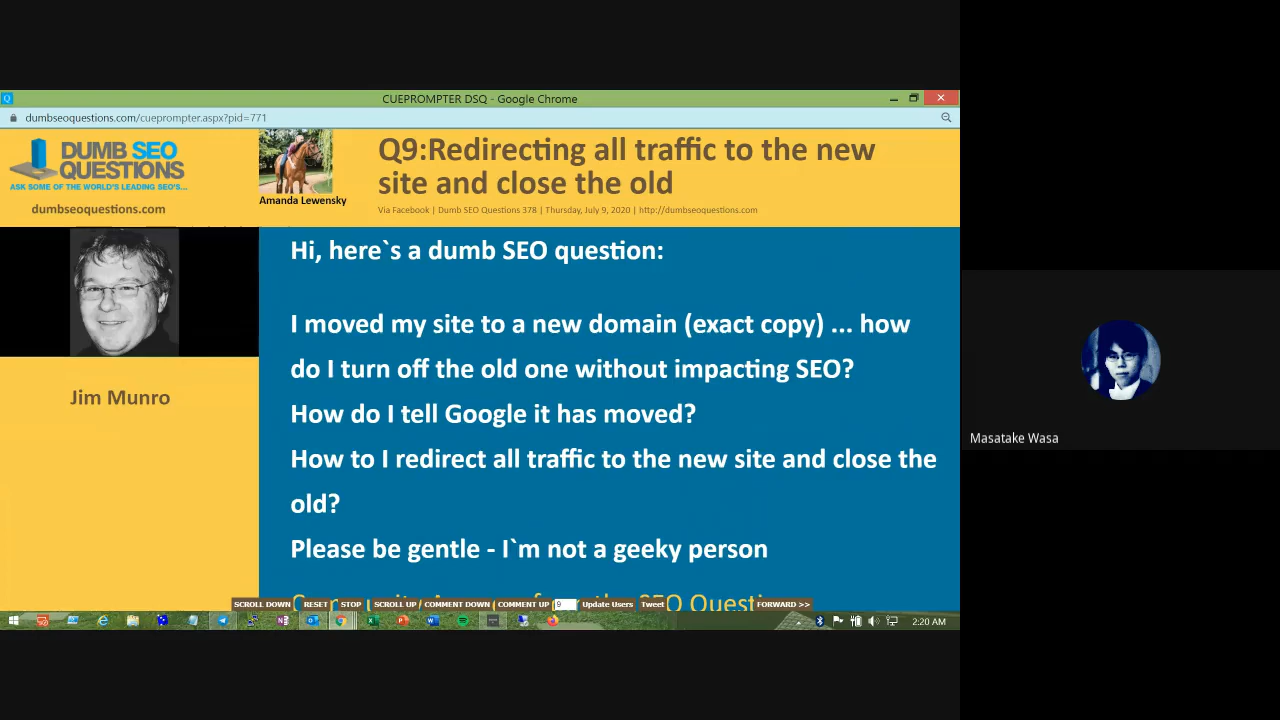 CUEPROMPTER DSQ - Google Chrome
dumbseoquestions.com/cueprompter.aspx?pid=771
DUMB SEO
QUESTIONS
ASK SOME OF THE WORLD'S LEADING SEO'S...
dumbseoquestions.com
Amanda Lewensky
Q9:Redirecting all traffic to the new
site and close the old
Via Facebook | Dumb SEO Questions 378 | Thursday, July 9, 2020 | http://dumbseoquestions.com
Jim Munro
Hi, here`s a dumb SEO question:
I moved my site to a new domain (exact copy) ... how
do I turn off the old one without impacting SEO?
How do I tell Google it has moved?
How to I redirect all traffic to the new site and close the
old?
Please be gentle - I`m not a geeky person
SCROLL DOWN RESET STOP SCROLL UP / COMMENT DOWN COMMENT UP 9 Update Users Tweet FORWARD >>
2:20 AM
Masatake Wasa